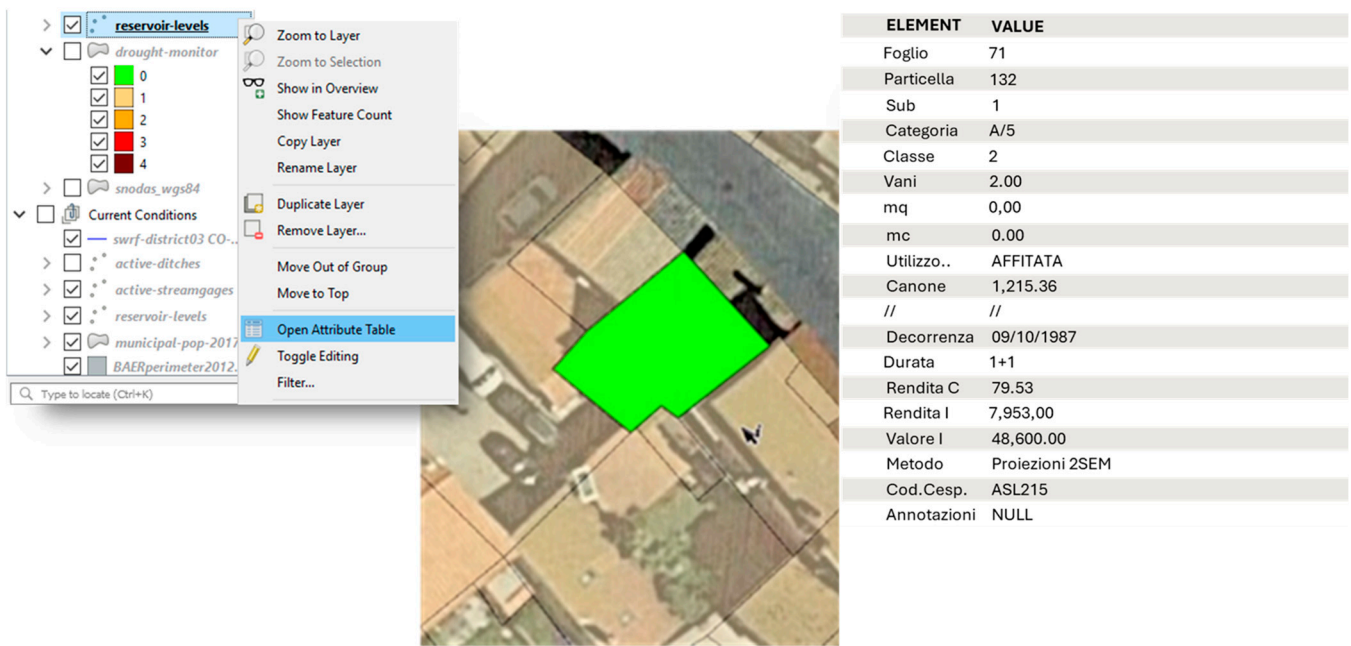 reservoir-levels
drought-monitor
0
1
2
3
4
snodas_wgs84
Current Conditions
swrf-district03 CO-..
active-ditches
active-streamgages
reservoir-levels
municipal-pop-2017
BAERperimeter2012.
Type to locate (Ctrl+K)
Zoom to Layer
Zoom to Selection
Show in Overview
Show Feature Count
Copy Layer
Rename Layer
Duplicate Layer
Remove Layer...
Move Out of Group
Move to Top
Open Attribute Table
Toggle Editing
Filter...
ELEMENT VALUE
Foglio 71
Particella 132
Sub 1
Categoria A/5
Classe 2
Vani 2.00
mq 0,00
mc 0.00
Utilizzo.. AFFITATA
Canone 1,215.36
// //
Decorrenza 09/10/1987
Durata 1+1
Rendita C 79.53
Rendita I 7,953,00
Valore I 48,600.00
Metodo Proiezioni 2SEM
Cod.Cesp. ASL215
Annotazioni NULL